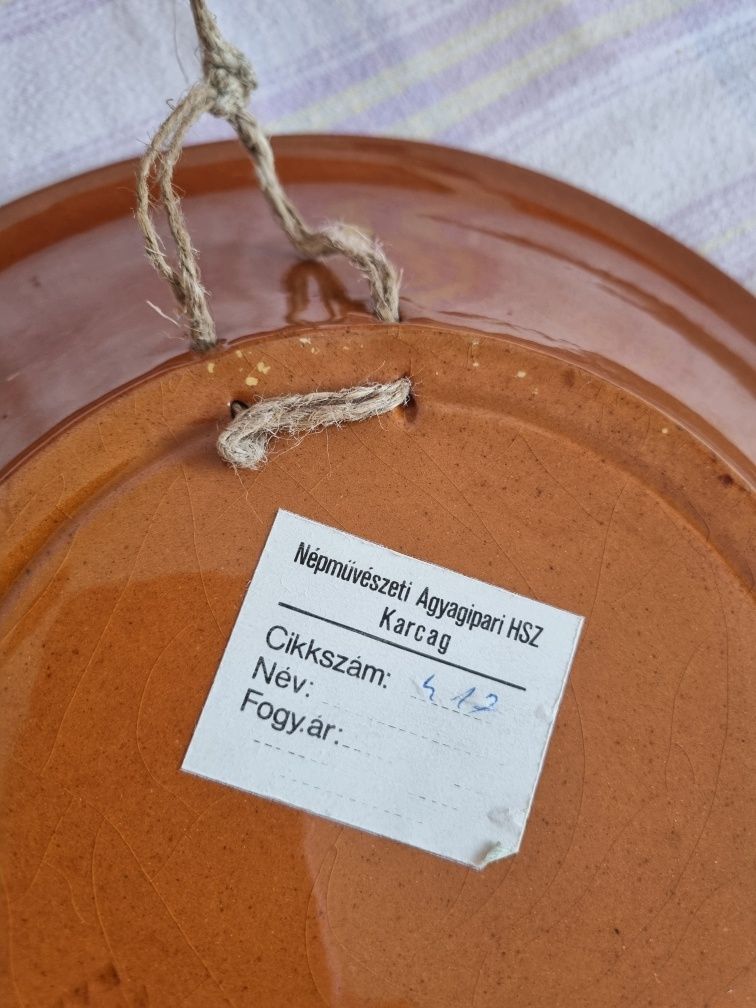 Népművészeti Agyagipari HSZ
Karcag
Cikkszám: 412
Név:
Fogy.ár: